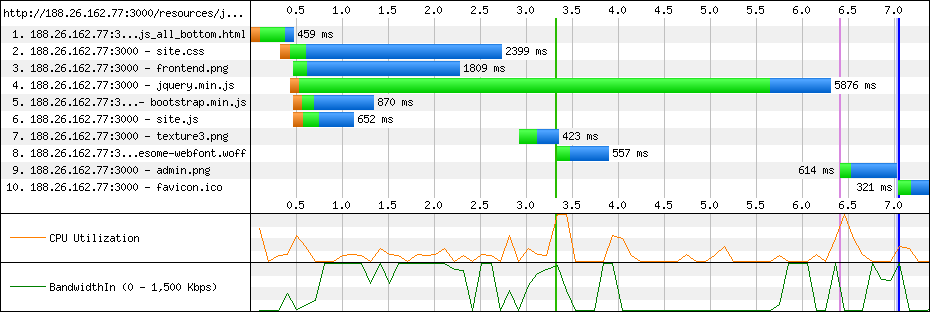 http://188.26.162.77:3000/resources/j... 0.5 1.0 1.5 2.0 2.5 3.0 3.5 4.0 4.5 5.0 5.5 6.0 6.5 7.0
1. 188.26.162.77:3...js_all_bottom.html 459 ms
2. 188.26.162.77:3000 - site.css 2399 ms
3. 188.26.162.77:3000 - frontend.png 1809 ms
4. 188.26.162.77:3000 - jquery.min.js 5876 ms
5. 188.26.162.77:3...- bootstrap.min.js 870 ms
6. 188.26.162.77:3000 - site.js 652 ms
7. 188.26.162.77:3000 - texture3.png 423 ms
8. 188.26.162.77:3...esome-webfont.woff 557 ms
9. 188.26.162.77:3000 - admin.png 614 ms
10. 188.26.162.77:3000 - favicon.ico 321 ms
0.5 1.0 1.5 2.0 2.5 3.0 3.5 4.0 4.5 5.0 5.5 6.0 6.5 7.0
CPU Utilization
BandwidthIn (0 - 1,500 Kbps)